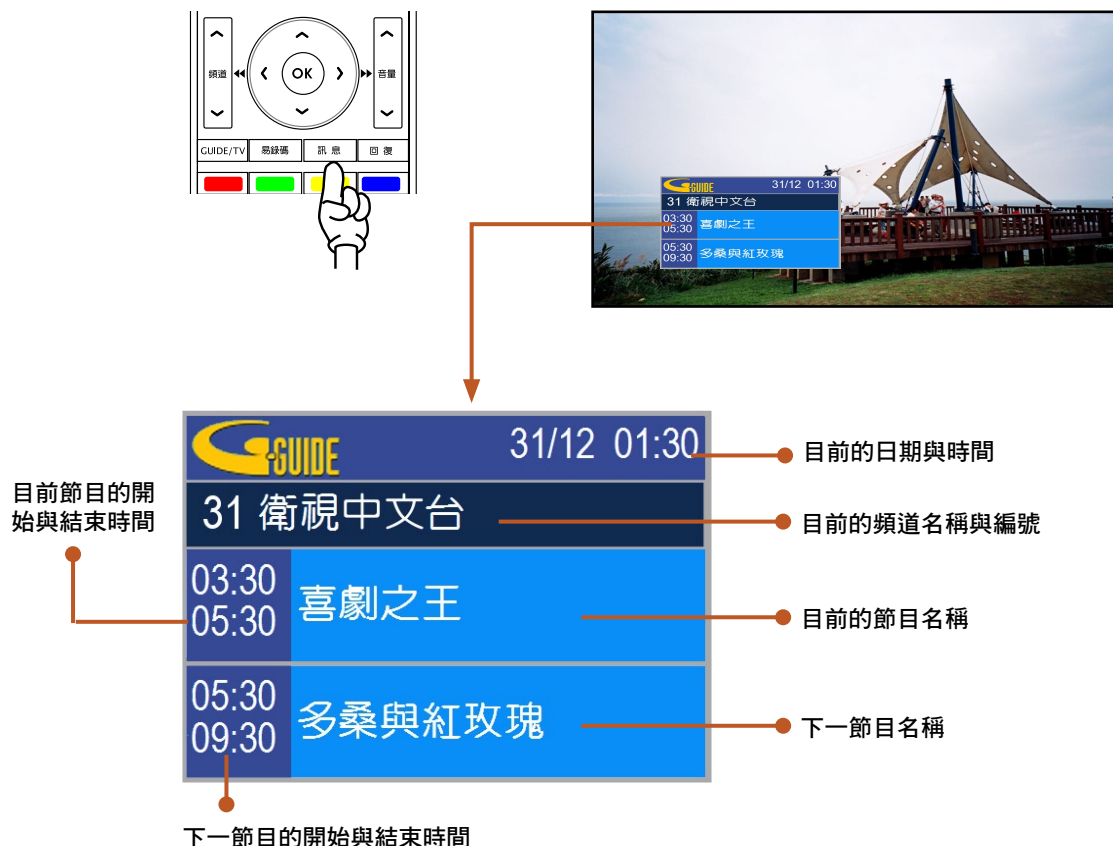 頻道
OK
音量
GUIDE/TV 易錄碼 訊息 回復
G-GUIDE 31/12 01:30
31 衛視中文台
03:30
05:30
喜劇之王
05:30
09:30
多桑與紅玫瑰
G-GUIDE 31/12 01:30
目前的日期與時間
目前節目的開
始與結束時間
31 衛視中文台
目前的頻道名稱與編號
03:30
05:30
喜劇之王
目前的節目名稱
05:30
09:30
多桑與紅玫瑰
下一節目名稱
下一節目的開始與結束時間